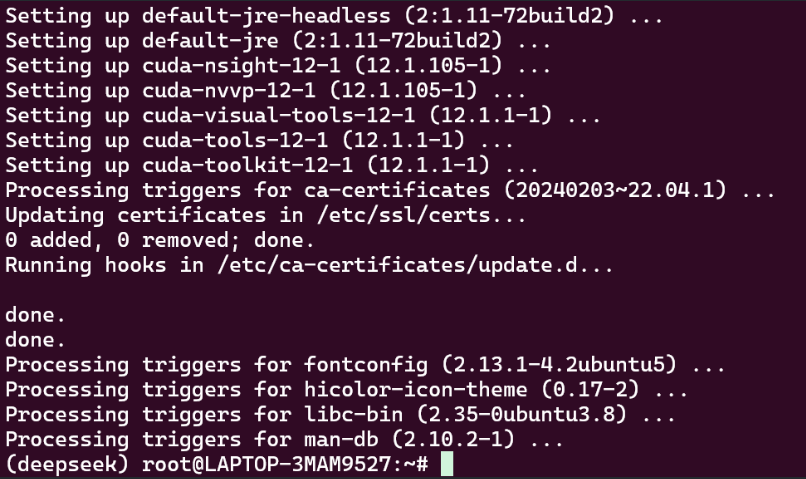 Setting up default-jre-headless (2:1.11-72build2) ...
Setting up default-jre (2:1.11-72build2) ...
Setting up cuda-nsight-12-1 (12.1.105-1) ...
Setting up cuda-nvvp-12-1 (12.1.105-1) ...
Setting up cuda-visual-tools-12-1 (12.1.1-1) ...
Setting up cuda-tools-12-1 (12.1.1-1) ...
Setting up cuda-toolkit-12-1 (12.1.1-1) ...
Processing triggers for ca-certificates (20240203~22.04.1) ...
Updating certificates in /etc/ssl/certs...
0 added, 0 removed; done.
Running hooks in /etc/ca-certificates/update.d...
done.
done.
Processing triggers for fontconfig (2.13.1-4.2ubuntu5) ...
Processing triggers for hicolor-icon-theme (0.17-2) ...
Processing triggers for libc-bin (2.35-0ubuntu3.8) ...
Processing triggers for man-db (2.10.2-1) ...
(deepseek) root@LAPTOP-3MAM9527:~#